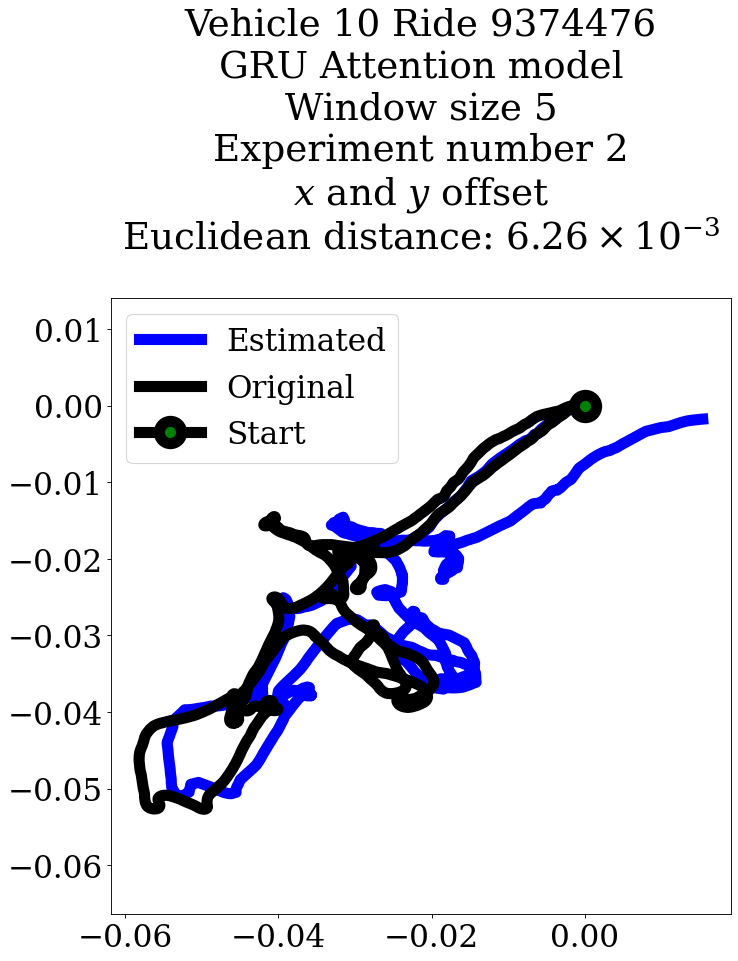 Vehicle 10 Ride 9374476
GRU Attention model
Window size 5
Experiment number 2
x and y offset
Euclidean distance: 6.26 × 10⁻³
Estimated
Original
Start
0.01
0.00
−0.01
−0.02
−0.03
−0.04
−0.05
−0.06
−0.06 −0.04 −0.02 0.00